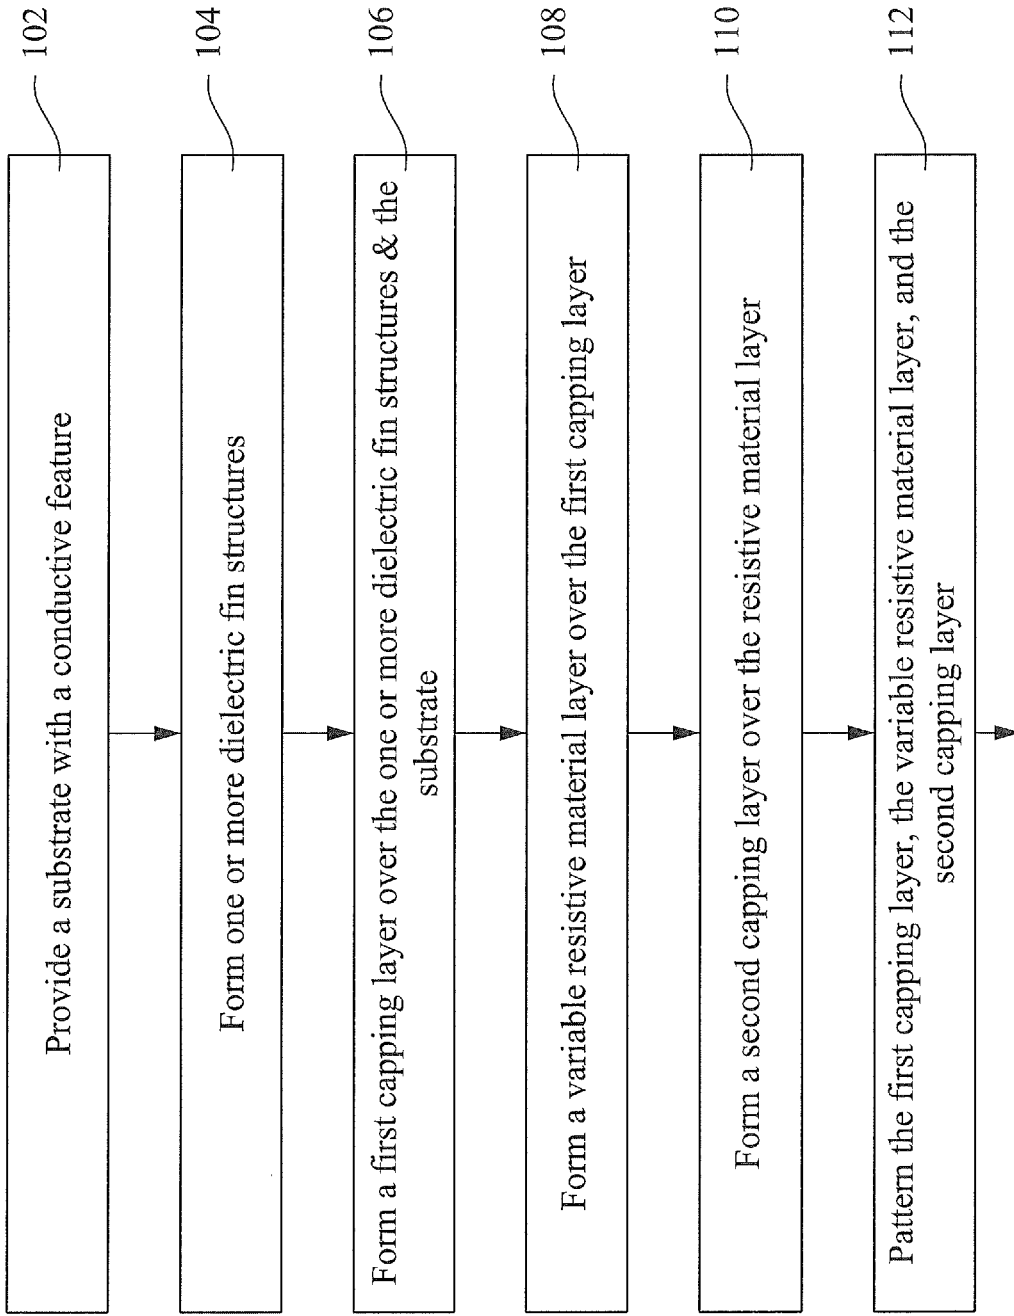 Provide a substrate with a conductive feature
102
Form one or more dielectric fin structures
104
Form a first capping layer over the one or more dielectric fin structures & the
substrate
106
Form a variable resistive material layer over the first capping layer
108
Form a second capping layer over the resistive material layer
110
Pattern the first capping layer, the variable resistive material layer, and the
second capping layer
112